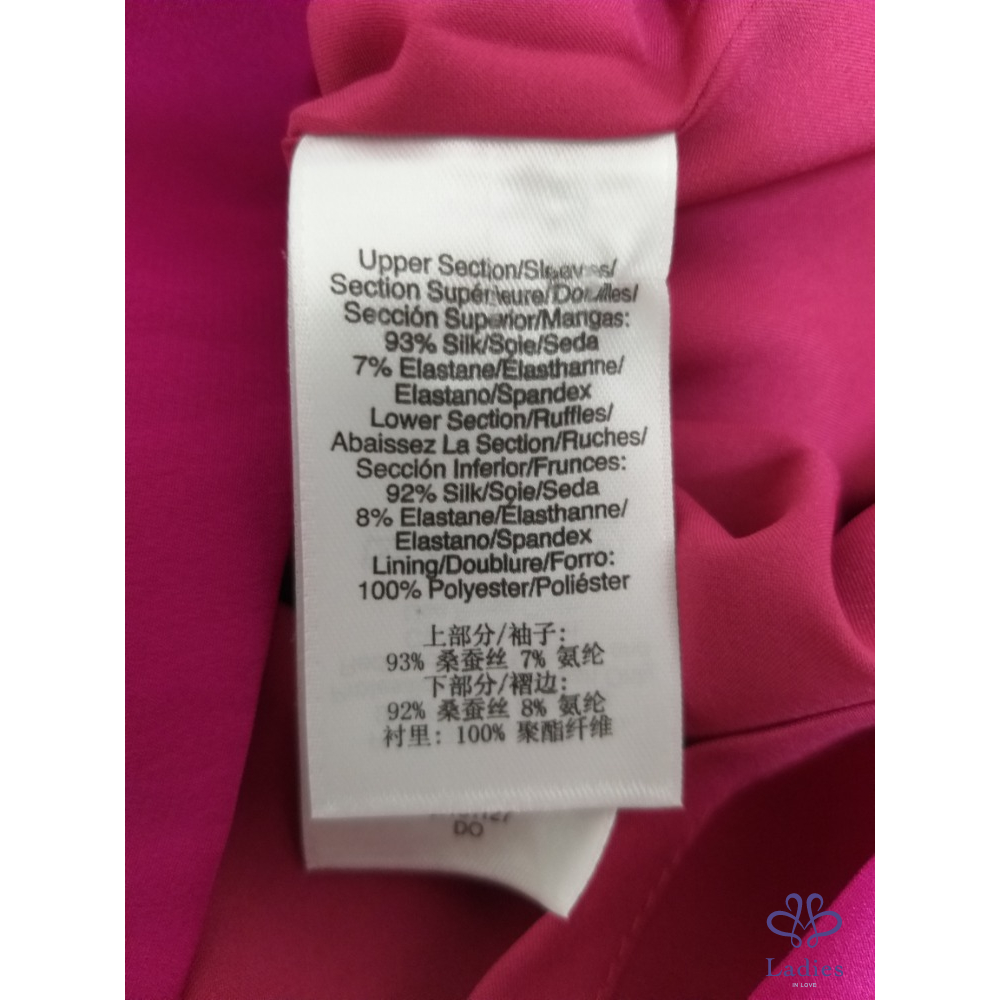 Upper Section/Sleeves/
Section Supérieure/Douilles/
Sección Superior/Mangas:
93% Silk/Soie/Seda
7% Elastane/Élasthanne/
Elastano/Spandex
Lower Section/Ruffles/
Abaissez La Section/Ruches/
Sección Inferior/Frunces:
92% Silk/Soie/Seda
8% Elastane/Élasthanne/
Elastano/Spandex
Lining/Doublure/Forro:
100% Polyester/Poliéster
上部分/袖子:
93% 桑蚕丝 7% 氨纶
下部分/褶边:
92% 桑蚕丝 8% 氨纶
衬里: 100% 聚酯纤维
DO
Ladies
IN LOVE